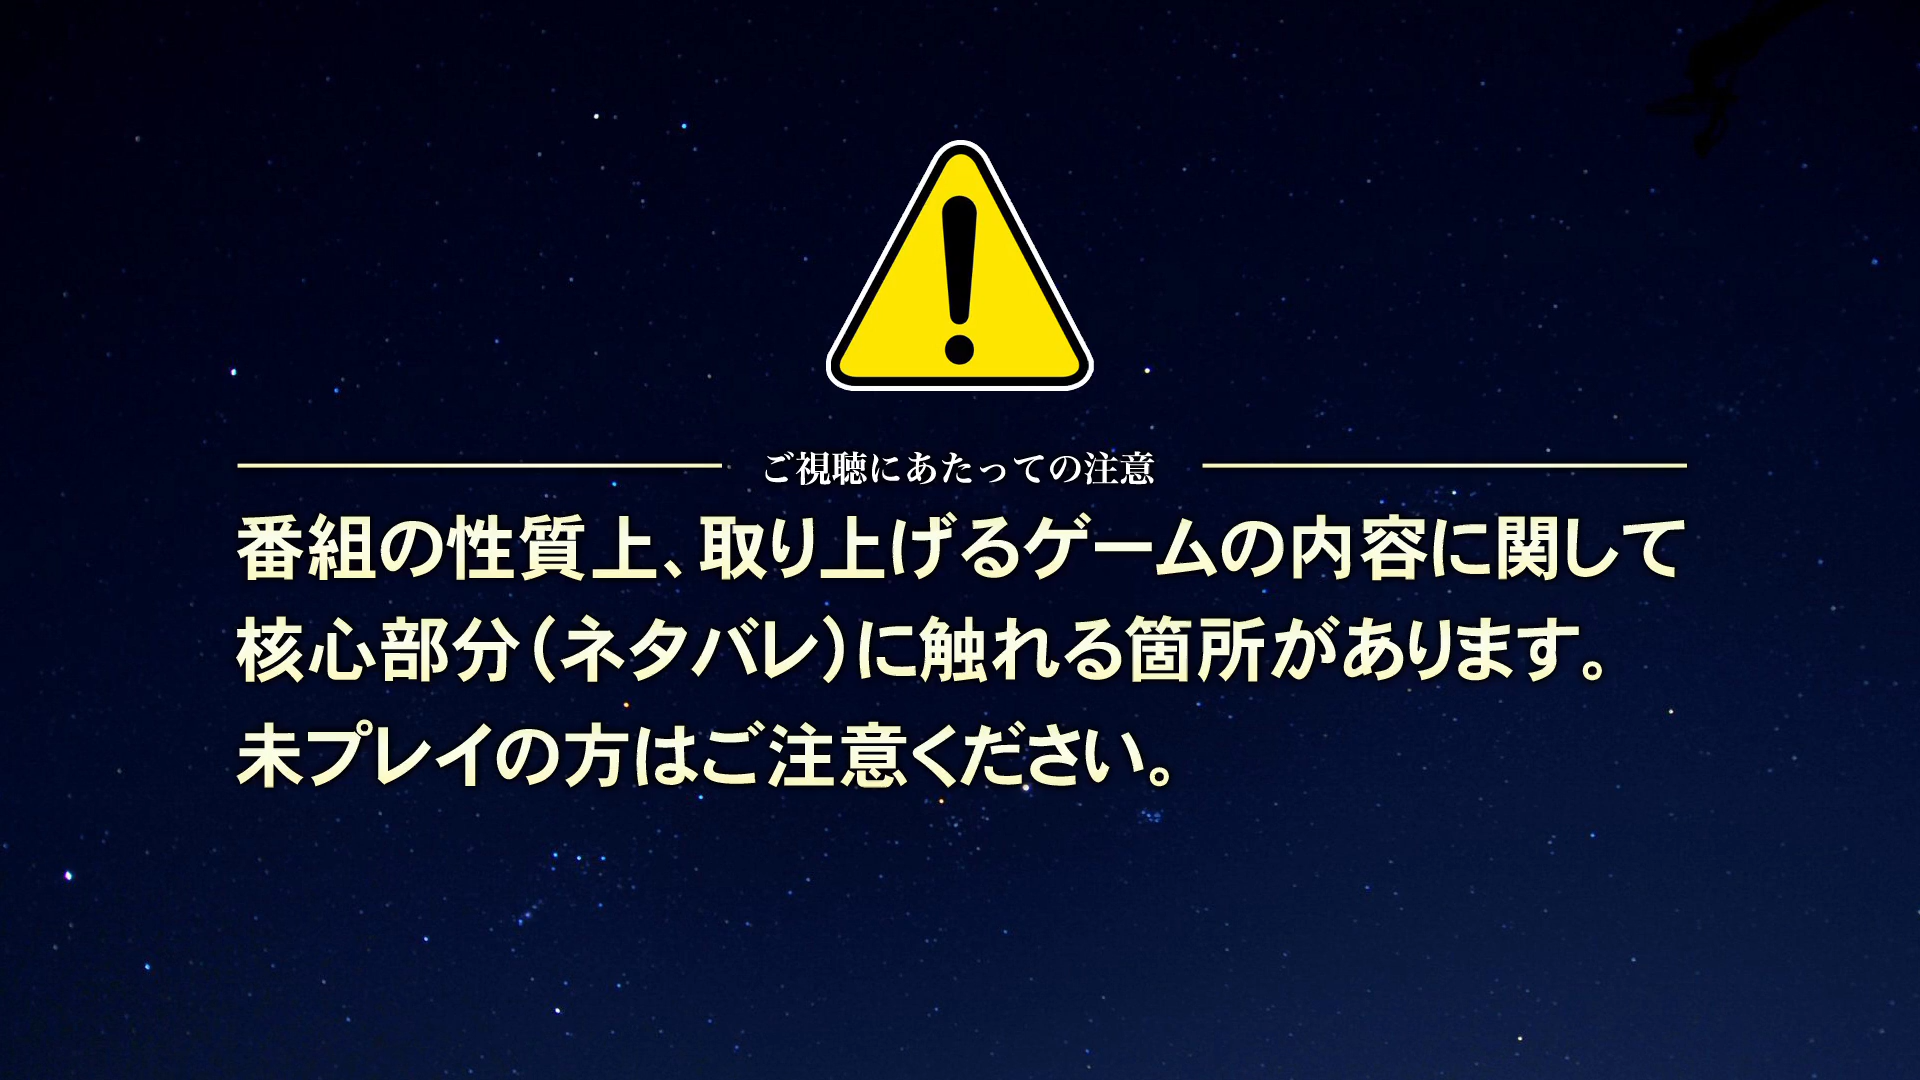 ご視聴にあたっての注意
番組の性質上、取り上げるゲームの内容に関して
核心部分（ネタバレ）に触れる箇所があります。
未プレイの方はご注意ください。